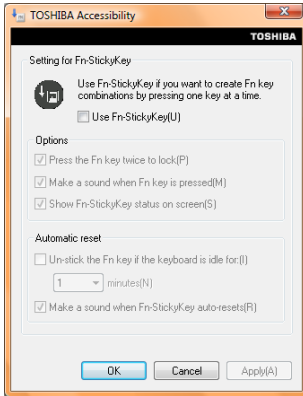 TOSHIBA Accessibility
TOSHIBA
Setting for Fn-StickyKey
Use Fn-StickyKey if you want to create Fn key
combinations by pressing one key at a time.
Use Fn-StickyKey(U)
Options
Press the Fn key twice to lock(P)
Make a sound when Fn key is pressed(M)
Show Fn-StickyKey status on screen(S)
Automatic reset
Un-stick the Fn key if the keyboard is idle for:(I)
1 minutes(N)
Make a sound when Fn-StickyKey auto-resets(R)
OK Cancel Apply(A)